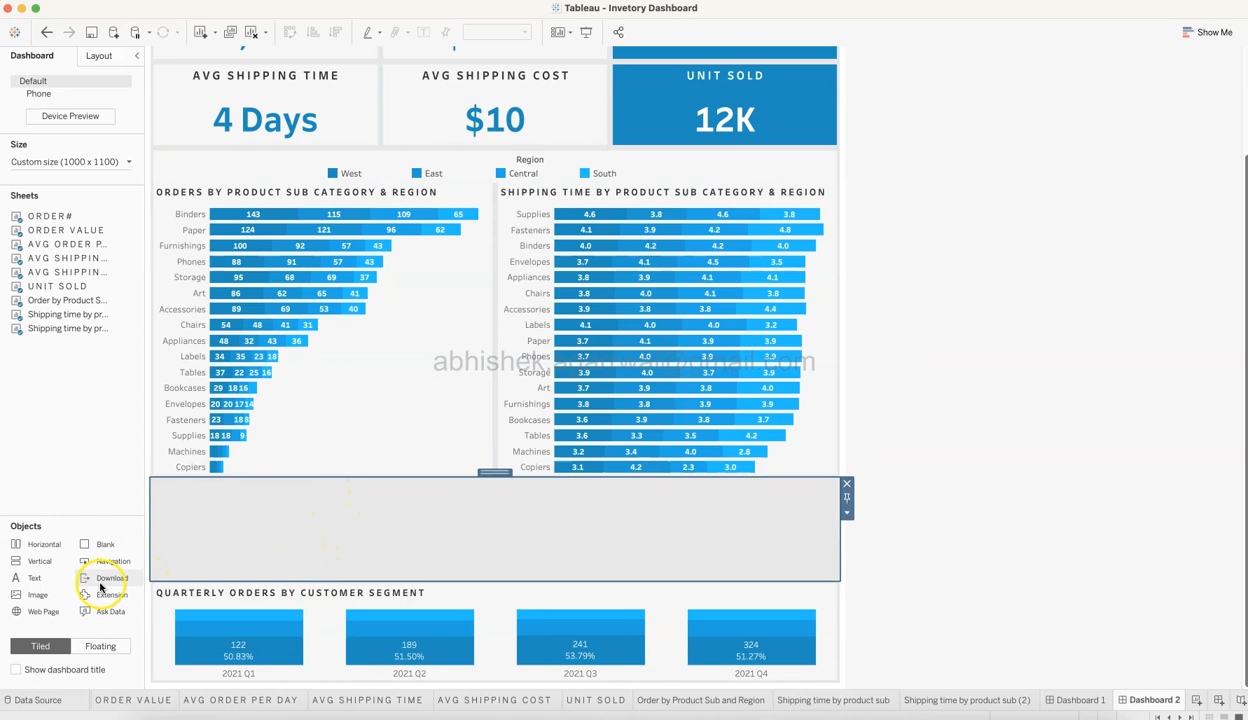 Tableau - Invetory Dashboard
Show Me
Dashboard
Layout
Default
Phone
Device Preview
Size
Custom size (1000 x 1100)
Sheets
ORDER#
ORDER VALUE
AVG ORDER P...
AVG SHIPPIN...
AVG SHIPPIN...
UNIT SOLD
Order by Product S...
Shipping time by pr...
Shipping time by pr...
Objects
Horizontal
Blank
Vertical
Navigation
Text
Download
Image
Extension
Web Page
Ask Data
Tiled
Floating
Show dashboard title
AVG SHIPPING TIME
4 Days
AVG SHIPPING COST
$10
UNIT SOLD
12K
Region
West East Central South
ORDERS BY PRODUCT SUB CATEGORY & REGION
Binders 143 115 109 65
Paper 124 121 96 62
Furnishings 100 92 57 43
Phones 88 91 57 43
Storage 95 68 69 37
Art 86 62 65 41
Accessories 89 69 53 40
Chairs 54 48 41 31
Appliances 48 32 43 36
Labels 34 35 23 18
Tables 37 22 25 16
Bookcases 29 18 16
Envelopes 20 20 17 14
Fasteners 23 18 8
Supplies 18 18 9
Machines
Copiers
SHIPPING TIME BY PRODUCT SUB CATEGORY & REGION
Supplies 4.6 3.8 4.6 3.8
Fasteners 4.1 3.9 4.2 4.8
Binders 4.0 4.2 4.2 4.0
Envelopes 3.7 4.1 4.5 3.5
Appliances 3.8 3.9 4.1 4.1
Chairs 3.8 4.0 4.1 3.8
Accessories 3.9 3.8 3.8 4.4
Labels 4.1 4.0 4.0 3.2
Paper 3.7 4.1 3.9 3.9
Phones 3.7 4.0 3.9 3.9
Storage 3.9 4.0 3.7 3.9
Art 3.7 3.9 3.8 4.0
Furnishings 3.8 3.8 3.9 3.9
Bookcases 3.6 3.9 3.8 3.7
Tables 3.6 3.3 3.5 4.2
Machines 3.2 3.4 4.0 2.8
Copiers 3.1 4.2 2.3 3.0
QUARTERLY ORDERS BY CUSTOMER SEGMENT
122 189 241 324
50.83% 51.50% 53.79% 51.27%
2021 Q1 2021 Q2 2021 Q3 2021 Q4
Data Source ORDER VALUE AVG ORDER PER DAY AVG SHIPPING TIME AVG SHIPPING COST UNIT SOLD Order by Product Sub and Region Shipping time by product sub Shipping time by product sub (2) Dashboard 1 Dashboard 2